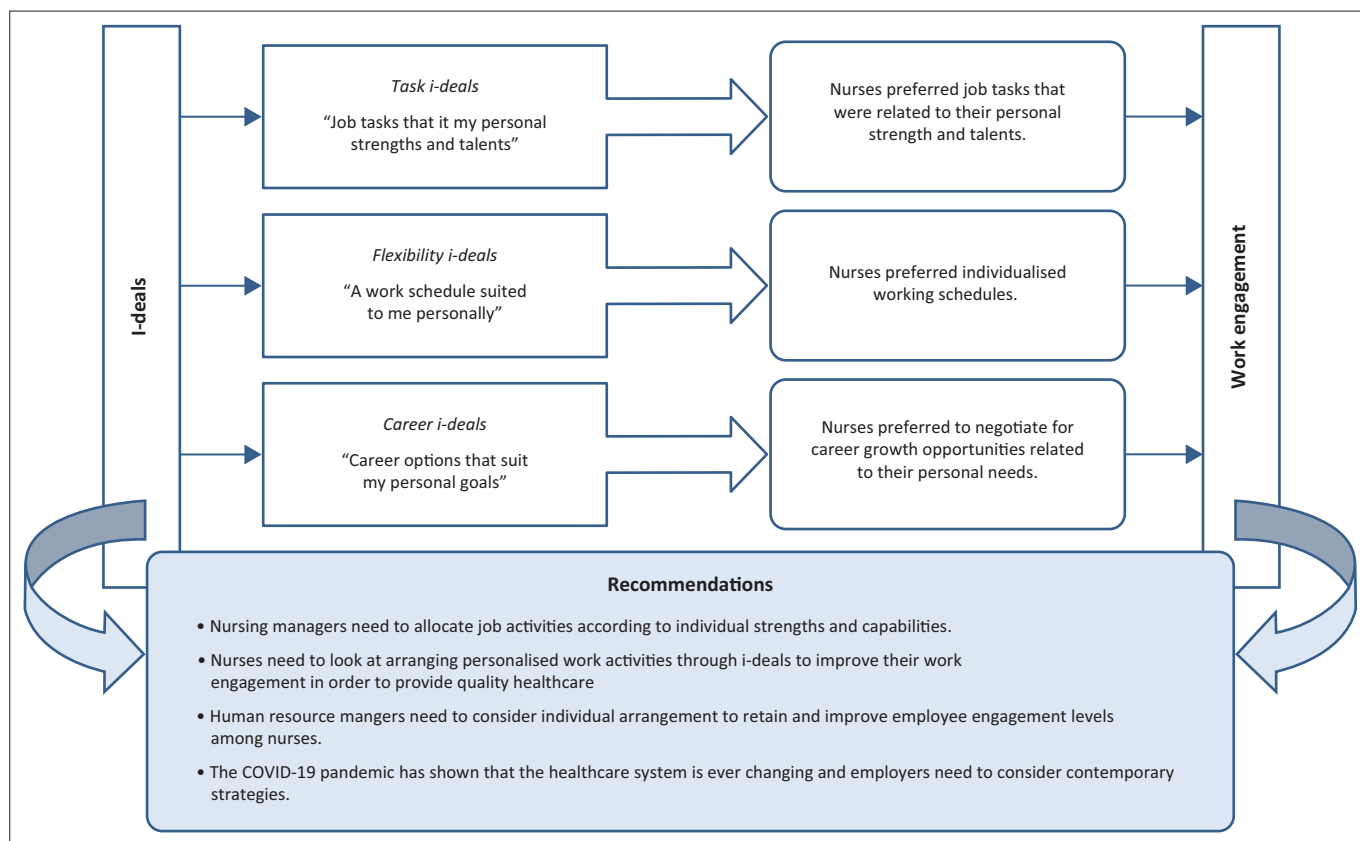 I-deals
Task i-deals
“Job tasks that it my personal
strengths and talents”
Nurses preferred job tasks that
were related to their personal
strength and talents.
Flexibility i-deals
“A work schedule suited
to me personally”
Nurses preferred individualised
working schedules.
Career i-deals
“Career options that suit
my personal goals”
Nurses preferred to negotiate for
career growth opportunities related
to their personal needs.
Work engagement
Recommendations
• Nursing managers need to allocate job activities according to individual strengths and capabilities.
• Nurses need to look at arranging personalised work activities through i-deals to improve their work
engagement in order to provide quality healthcare
• Human resource mangers need to consider individual arrangement to retain and improve employee engagement levels
among nurses.
• The COVID-19 pandemic has shown that the healthcare system is ever changing and employers need to consider contemporary
strategies.